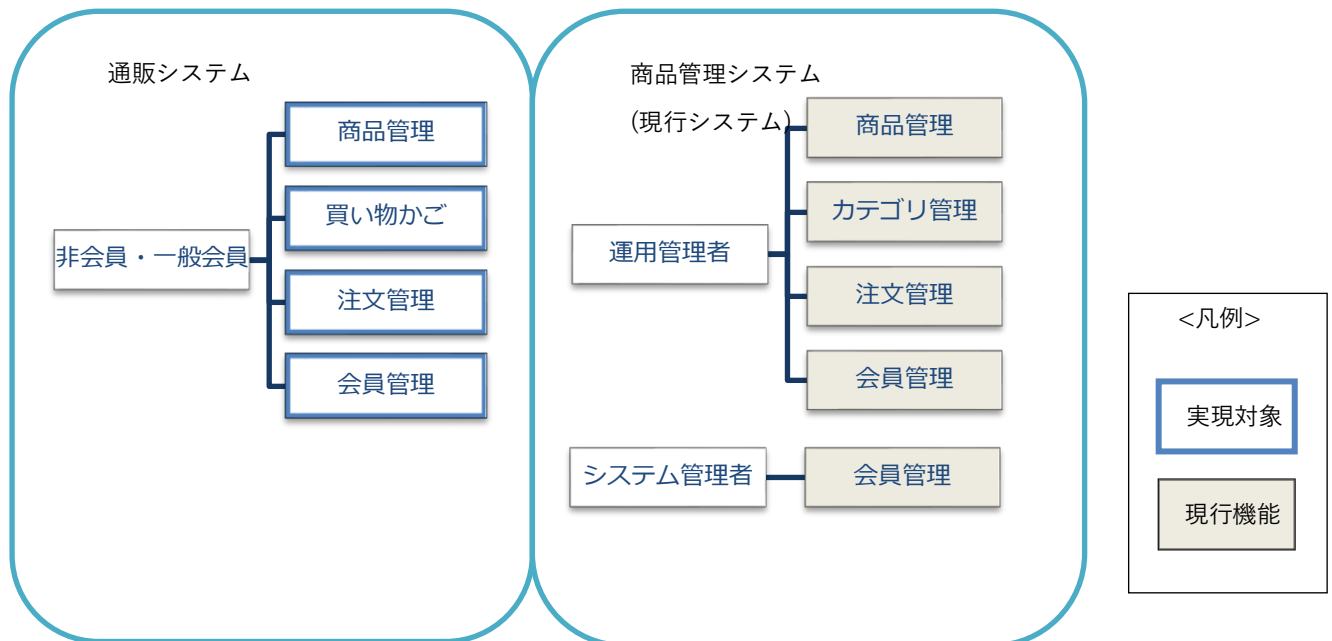 通販システム
商品管理
買い物かご
非会員・一般会員
注文管理
会員管理
商品管理システム
(現行システム)
商品管理
カテゴリ管理
運用管理者
注文管理
会員管理
システム管理者
会員管理
<凡例>
実現対象
現行機能